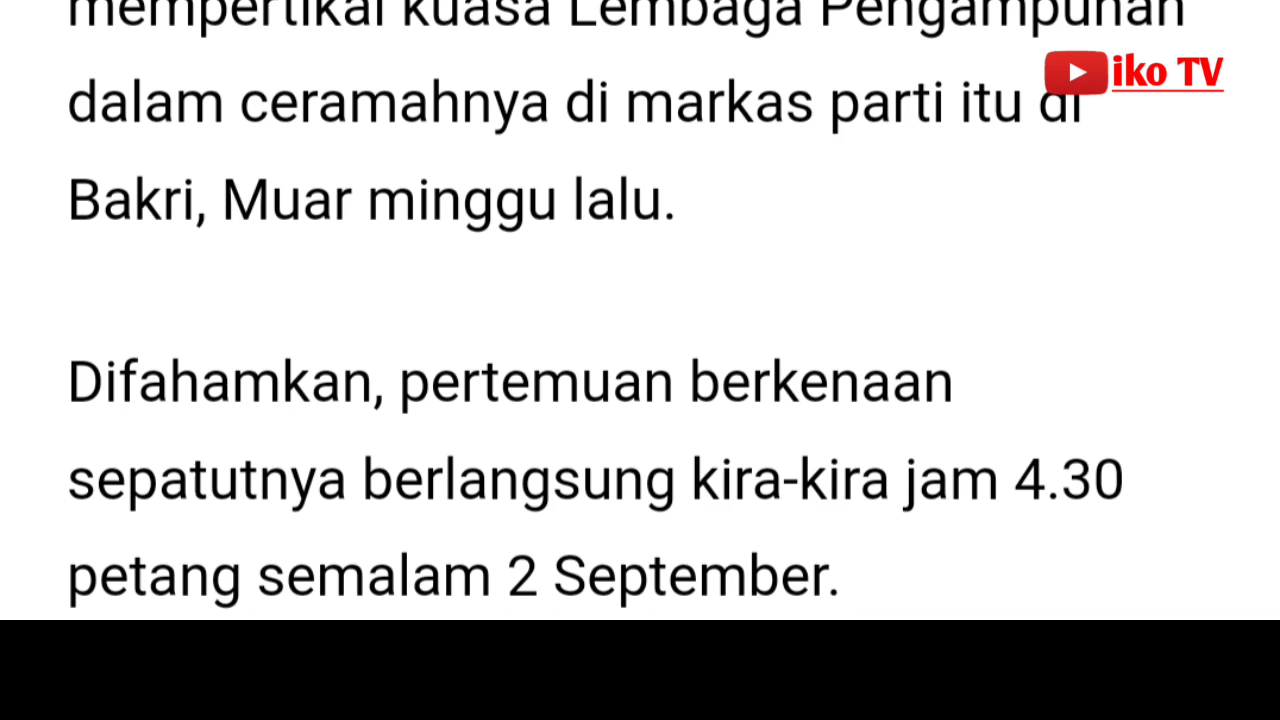 mempertikai kuasa Lembaga Pengampunan
dalam ceramahnya di markas parti itu di
iko TV
Bakri, Muar minggu lalu.
Difahamkan, pertemuan berkenaan
sepatutnya berlangsung kira-kira jam 4.30
petang semalam 2 September.